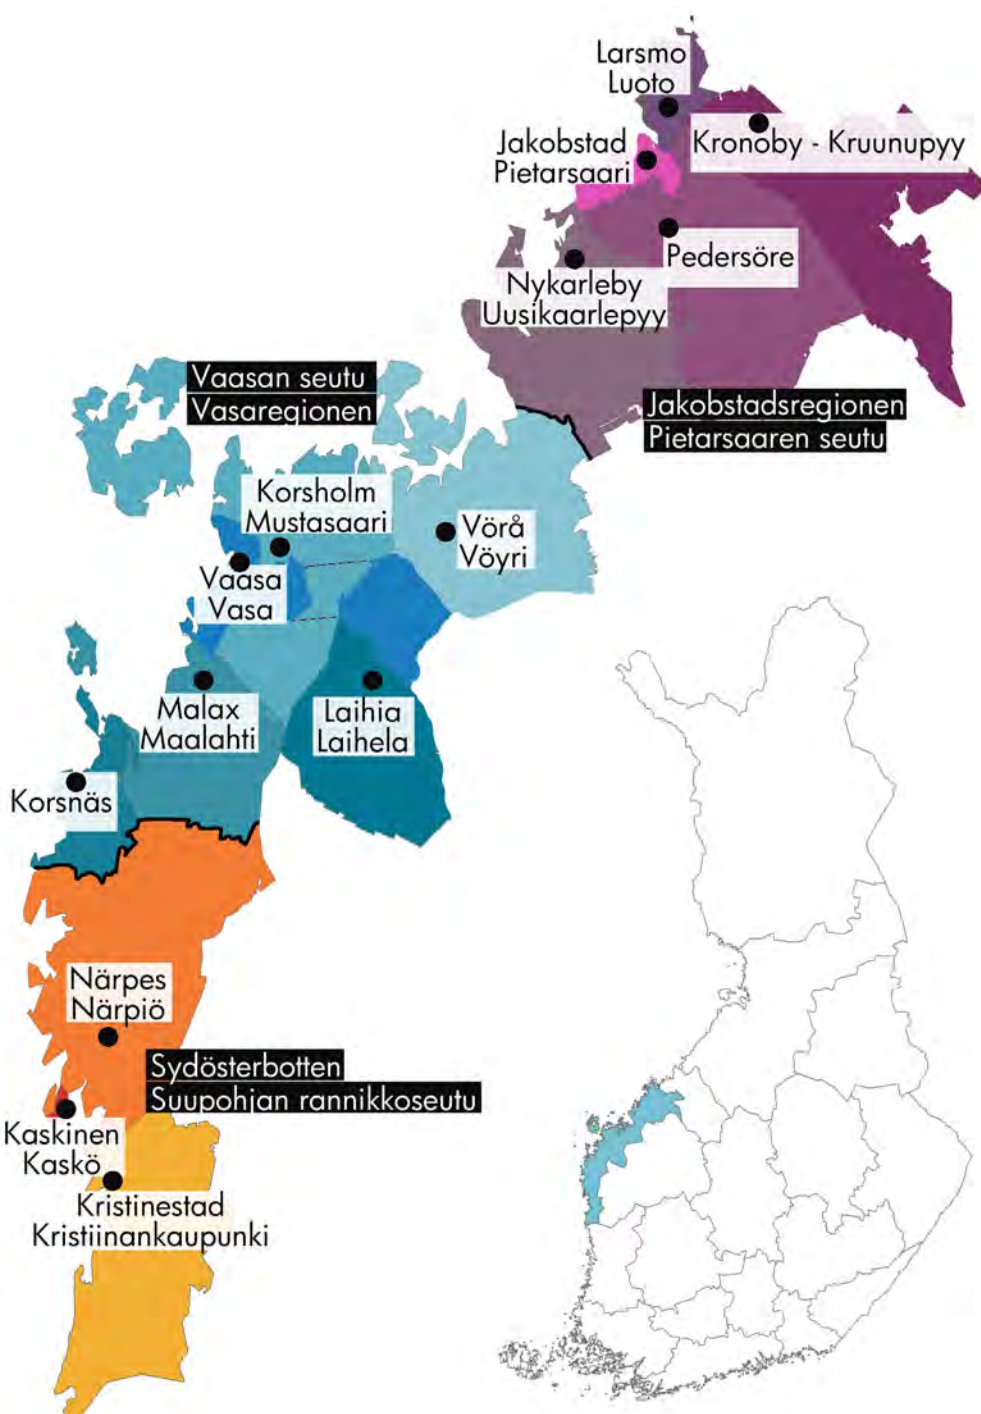 Larsmo
Luoto
Kronoby - Kruunupyy
Jakobstad
Pietarsaari
Pedersöre
Nykarleby
Uusikaarlepyy
Vaasan seutu
Vasaregionen
Jakobstadsregionen
Pietarsaaren seutu
Korsholm
Mustasaari
Vörå
Vöyri
Vaasa
Vasa
Malax
Maalahti
Laihia
Laihela
Korsnäs
Närpes
Närpiö
Sydösterbotten
Suupohjan rannikkoseutu
Kaskinen
Kaskö
Kristinestad
Kristiinankaupunki